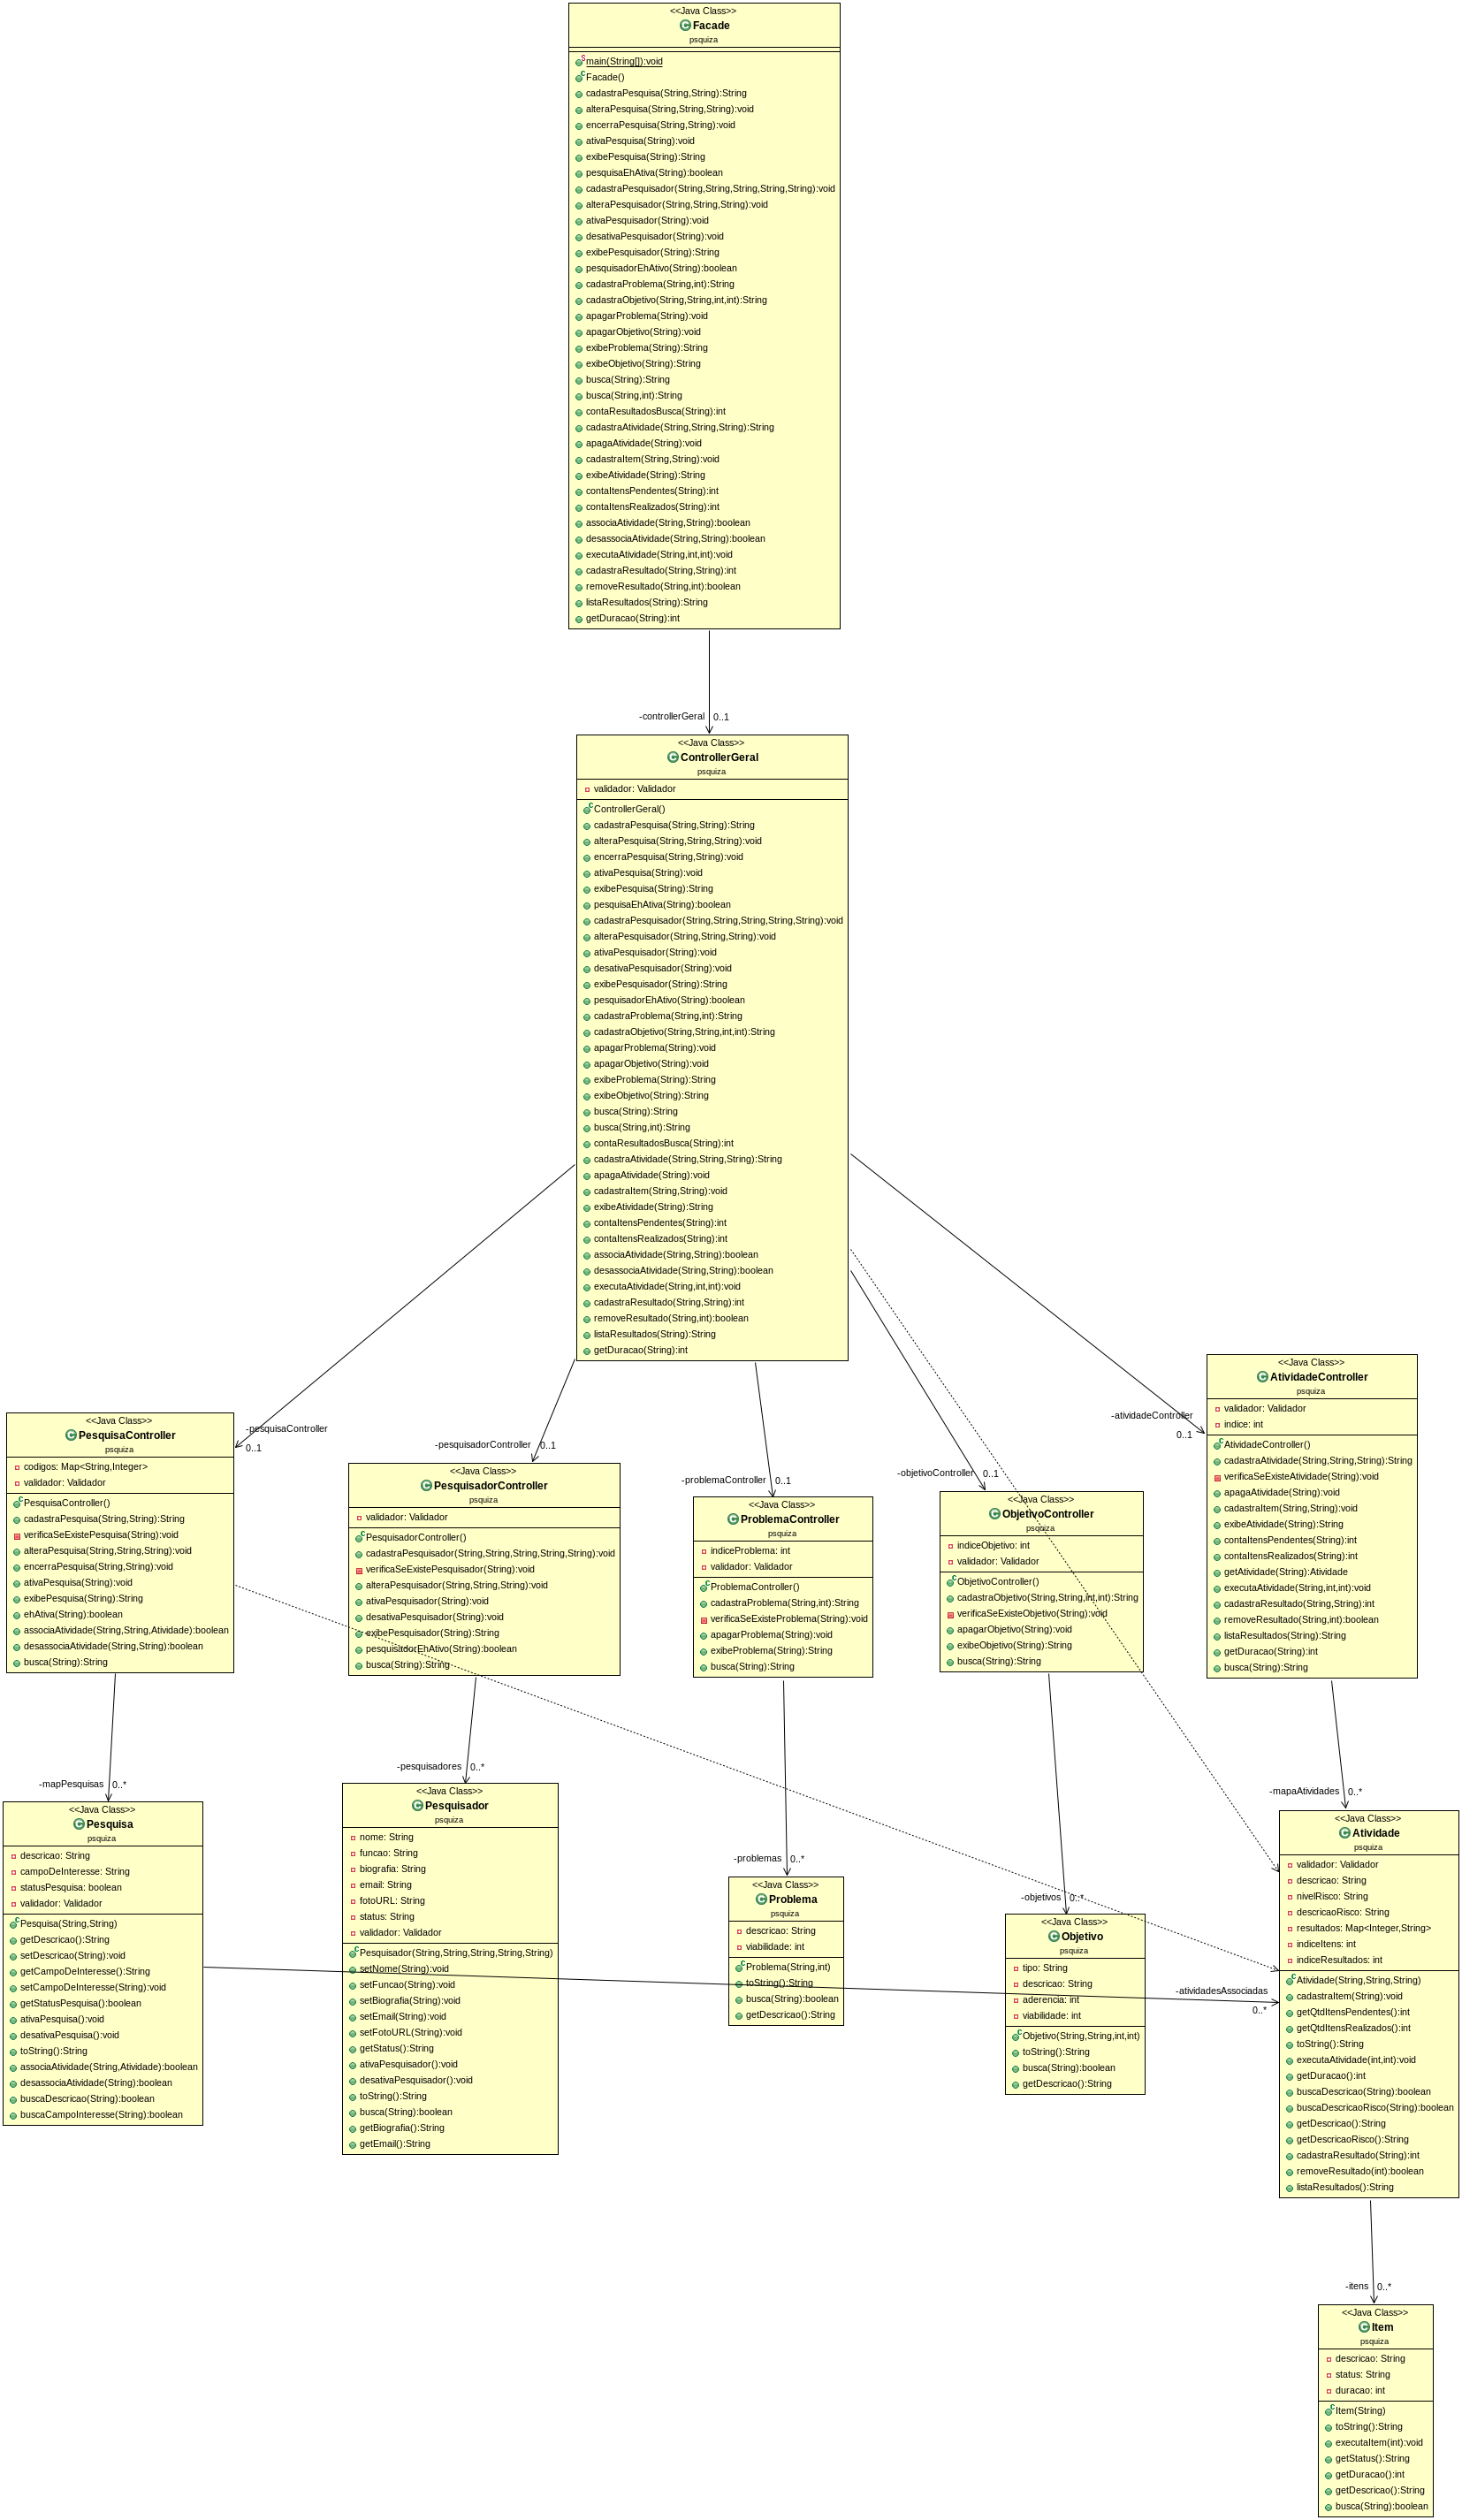 <<Java Class>>
Facade
psquiza
main(String[]):void
Facade()
cadastraPesquisa(String,String):String
alteraPesquisa(String,String,String):void
encerraPesquisa(String,String):void
ativaPesquisa(String):void
exibePesquisa(String):String
pesquisaEhAtiva(String):boolean
cadastraPesquisador(String,String,String,String,String):void
alteraPesquisador(String,String,String):void
ativaPesquisador(String):void
desativaPesquisador(String):void
exibePesquisador(String):String
pesquisadorEhAtivo(String):boolean
cadastraProblema(String,int):String
cadastraObjetivo(String,String,int,int):String
apagarProblema(String):void
apagarObjetivo(String):void
exibeProblema(String):String
exibeObjetivo(String):String
busca(String):String
busca(String,int):String
contaResultadosBusca(String):int
cadastraAtividade(String,String,String):String
apagaAtividade(String):void
cadastraItem(String,String):void
exibeAtividade(String):String
contaItensPendentes(String):int
contaItensRealizados(String):int
associaAtividade(String,String):boolean
desassociaAtividade(String,String):boolean
executaAtividade(String,int,int):void
cadastraResultado(String,String):int
removeResultado(String,int):boolean
listaResultados(String):String
getDuracao(String):int
-controllerGeral 0..1
<<Java Class>>
ControllerGeral
psquiza
validador: Validador
ControllerGeral()
cadastraPesquisa(String,String):String
alteraPesquisa(String,String,String):void
encerraPesquisa(String,String):void
ativaPesquisa(String):void
exibePesquisa(String):String
pesquisaEhAtiva(String):boolean
cadastraPesquisador(String,String,String,String,String):void
alteraPesquisador(String,String,String):void
ativaPesquisador(String):void
desativaPesquisador(String):void
exibePesquisador(String):String
pesquisadorEhAtivo(String):boolean
cadastraProblema(String,int):String
cadastraObjetivo(String,String,int,int):String
apagarProblema(String):void
apagarObjetivo(String):void
exibeProblema(String):String
exibeObjetivo(String):String
busca(String):String
busca(String,int):String
contaResultadosBusca(String):int
cadastraAtividade(String,String,String):String
apagaAtividade(String):void
cadastraItem(String,String):void
exibeAtividade(String):String
contaItensPendentes(String):int
contaItensRealizados(String):int
associaAtividade(String,String):boolean
desassociaAtividade(String,String):boolean
executaAtividade(String,int,int):void
cadastraResultado(String,String):int
removeResultado(String,int):boolean
listaResultados(String):String
getDuracao(String):int
-pesquisaController
0..1
<<Java Class>>
PesquisaController
psquiza
codigos: Map<String,Integer>
validador: Validador
PesquisaController()
cadastraPesquisa(String,String):String
verificaSeExistePesquisa(String):void
alteraPesquisa(String,String,String):void
encerraPesquisa(String,String):void
ativaPesquisa(String):void
exibePesquisa(String):String
ehAtiva(String):boolean
associaAtividade(String,String,Atividade):boolean
desassociaAtividade(String,String):boolean
busca(String):String
-pesquisadorController 0..1
<<Java Class>>
PesquisadorController
psquiza
validador: Validador
PesquisadorController()
cadastraPesquisador(String,String,String,String,String):void
verificaSeExistePesquisador(String):void
alteraPesquisador(String,String,String):void
ativaPesquisador(String):void
desativaPesquisador(String):void
exibePesquisador(String):String
pesquisadorEhAtivo(String):boolean
busca(String):String
-problemaController 0..1
<<Java Class>>
ProblemaController
psquiza
indiceProblema: int
validador: Validador
ProblemaController()
cadastraProblema(String,int):String
verificaSeExisteProblema(String):void
apagarProblema(String):void
exibeProblema(String):String
busca(String):String
-objetivoController 0..1
<<Java Class>>
ObjetivoController
psquiza
indiceObjetivo: int
validador: Validador
ObjetivoController()
cadastraObjetivo(String,String,int,int):String
verificaSeExisteObjetivo(String):void
apagarObjetivo(String):void
exibeObjetivo(String):String
busca(String):String
-atividadeController
0..1
<<Java Class>>
AtividadeController
psquiza
validador: Validador
indice: int
AtividadeController()
cadastraAtividade(String,String,String):String
verificaSeExisteAtividade(String):void
apagaAtividade(String):void
cadastraItem(String,String):void
exibeAtividade(String):String
contaItensPendentes(String):int
contaItensRealizados(String):int
getAtividade(String):Atividade
executaAtividade(String,int,int):void
cadastraResultado(String,String):int
removeResultado(String,int):boolean
listaResultados(String):String
getDuracao(String):int
busca(String):String
-mapPesquisas 0..*
<<Java Class>>
Pesquisa
psquiza
descricao: String
campoDeInteresse: String
statusPesquisa: boolean
validador: Validador
Pesquisa(String,String)
getDescricao():String
setDescricao(String):void
getCampoDeInteresse():String
setCampoDeInteresse(String):void
getStatusPesquisa():boolean
ativaPesquisa():void
desativaPesquisa():void
toString():String
associaAtividade(String,Atividade):boolean
desassociaAtividade(String):boolean
buscaDescricao(String):boolean
buscaCampoInteresse(String):boolean
-pesquisadores 0..*
<<Java Class>>
Pesquisador
psquiza
nome: String
funcao: String
biografia: String
email: String
fotoURL: String
status: String
validador: Validador
Pesquisador(String,String,String,String,String)
setNome(String):void
setFuncao(String):void
setBiografia(String):void
setEmail(String):void
setFotoURL(String):void
getStatus():String
ativaPesquisador():void
desativaPesquisador():void
toString():String
busca(String):boolean
getBiografia():String
getEmail():String
-problemas 0..*
<<Java Class>>
Problema
psquiza
descricao: String
viabilidade: int
Problema(String,int)
toString():String
busca(String):boolean
getDescricao():String
-objetivos 0..*
<<Java Class>>
Objetivo
psquiza
tipo: String
descricao: String
aderencia: int
viabilidade: int
Objetivo(String,String,int,int)
toString():String
busca(String):boolean
getDescricao():String
-mapaAtividades 0..*
-atividadesAssociadas
0..*
<<Java Class>>
Atividade
psquiza
validador: Validador
descricao: String
nivelRisco: String
descricaoRisco: String
resultados: Map<Integer,String>
indiceItens: int
indiceResultados: int
Atividade(String,String,String)
cadastraItem(String):void
getQtdItensPendentes():int
getQtdItensRealizados():int
toString():String
executaAtividade(int,int):void
getDuracao():int
buscaDescricao(String):boolean
buscaDescricaoRisco(String):boolean
getDescricao():String
getDescricaoRisco():String
cadastraResultado(String):int
removeResultado(int):boolean
listaResultados():String
-itens 0..*
<<Java Class>>
Item
psquiza
descricao: String
status: String
duracao: int
Item(String)
toString():String
executaItem(int):void
getStatus():String
getDuracao():int
getDescricao():String
busca(String):boolean